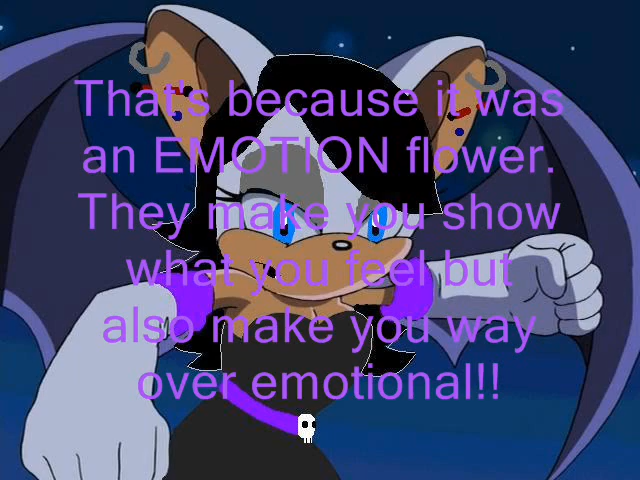 That's because it was
an EMOTION flower.
They make you show
what you feel but
also make you way
over emotional!!